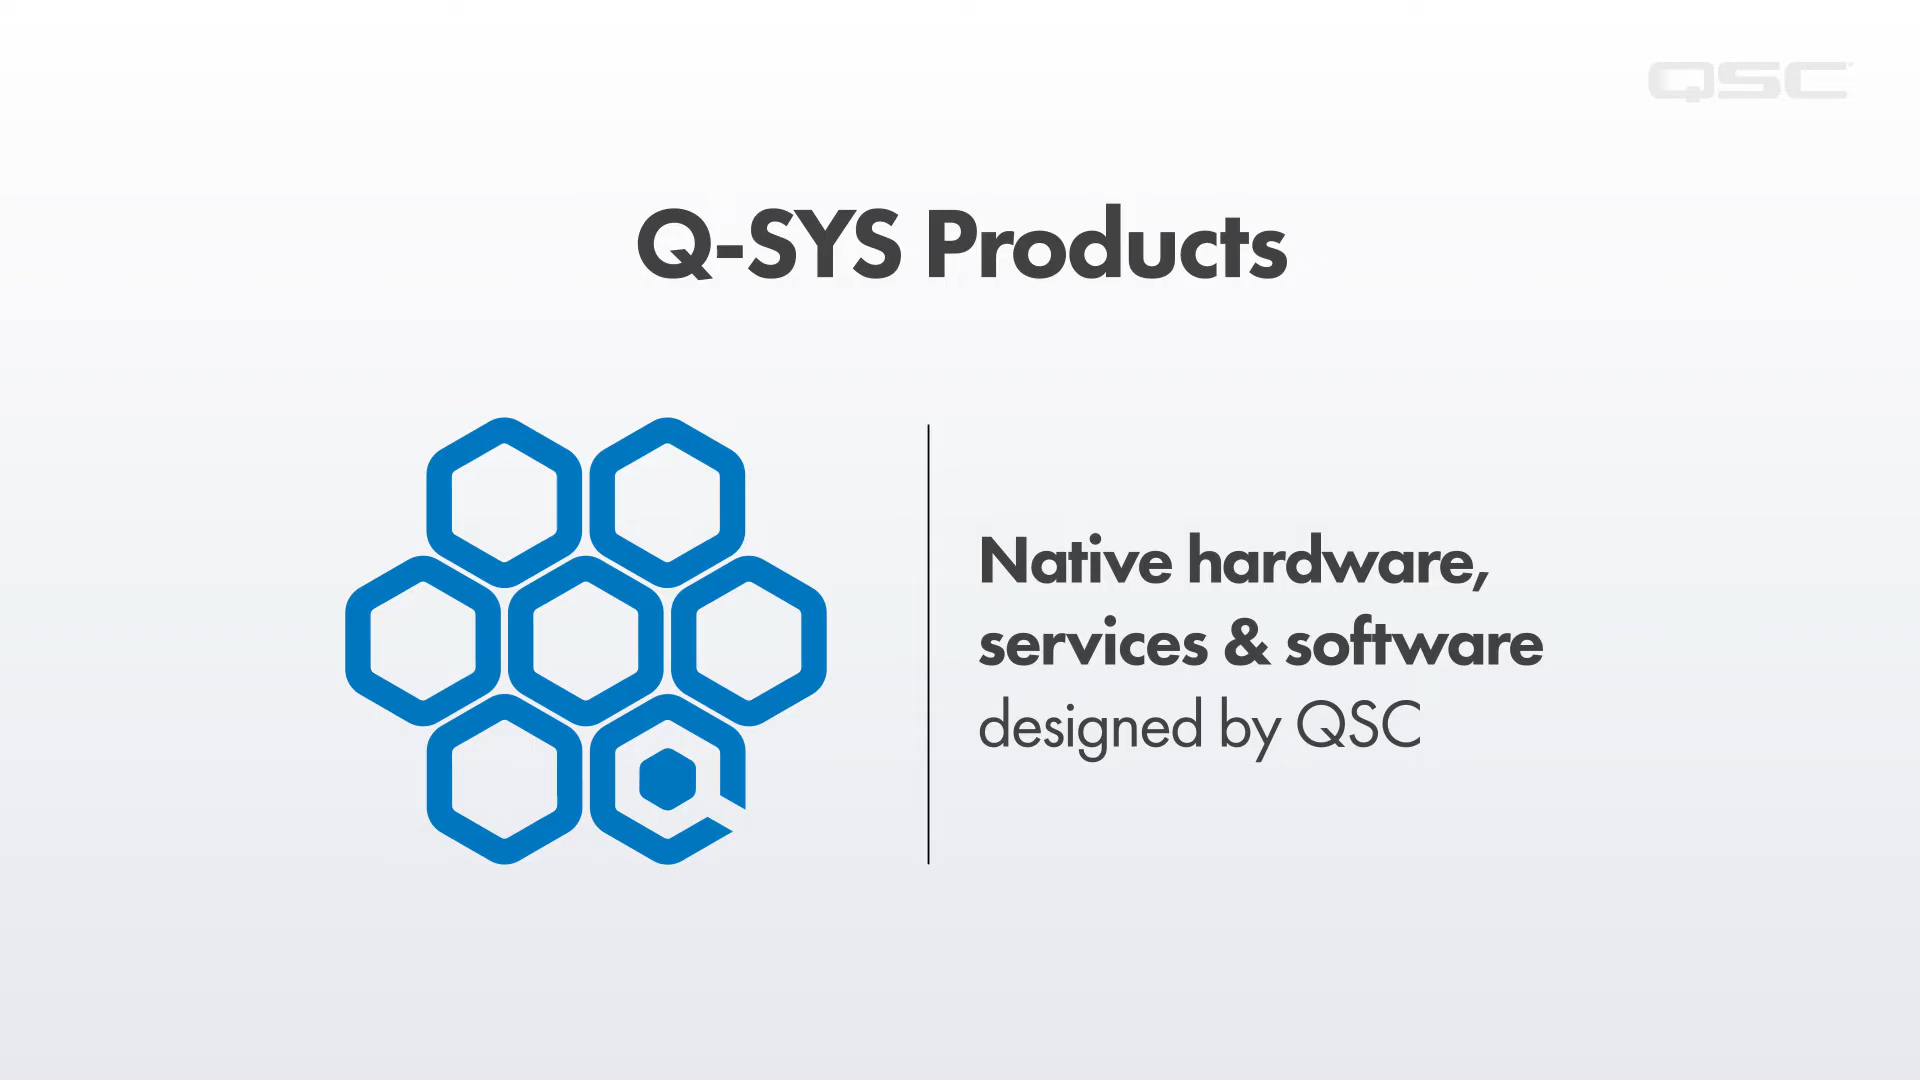 QSC
Q-SYS Products
Native hardware,
services & software
designed by QSC